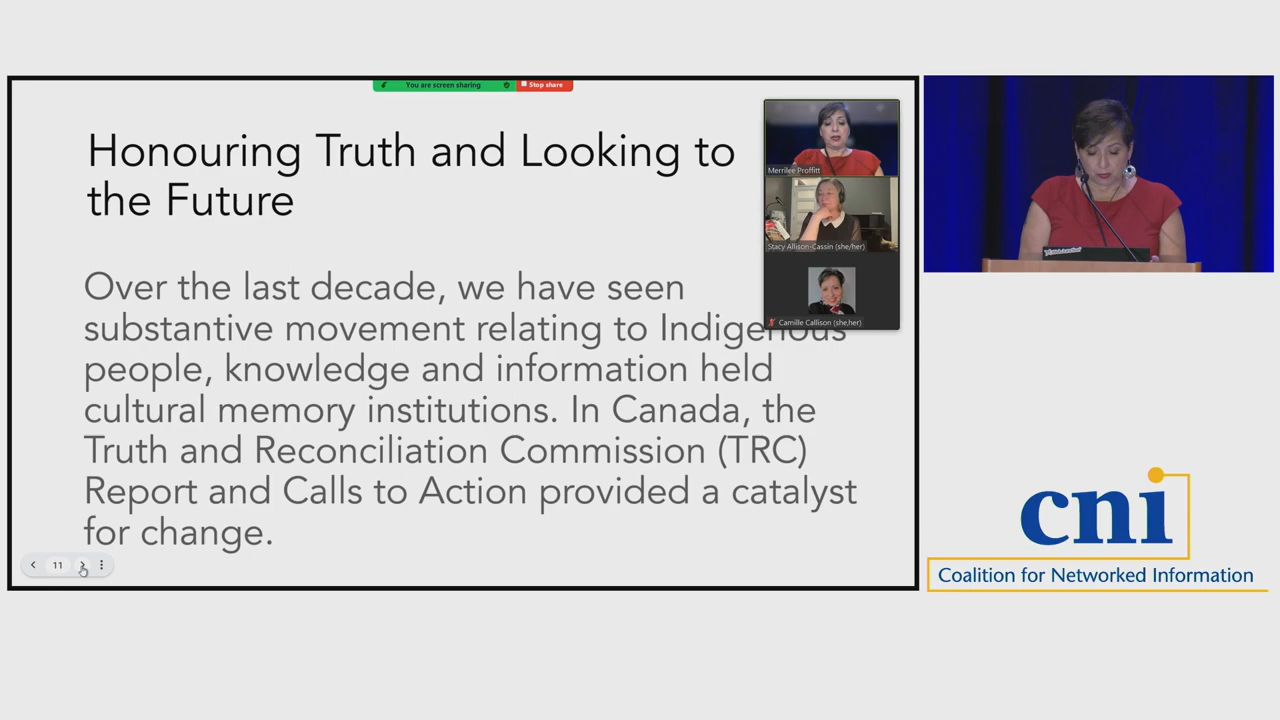 You are screen sharing
Stop share
Honouring Truth and Looking to
the Future
Merrilee Proffitt
Stacy Allison-Cassin (she/her)
Camille Callison (she,her)
Over the last decade, we have seen
substantive movement relating to Indigenous
people, knowledge and information held
cultural memory institutions. In Canada, the
Truth and Reconciliation Commission (TRC)
Report and Calls to Action provided a catalyst
for change.
11
cni
Coalition for Networked Information